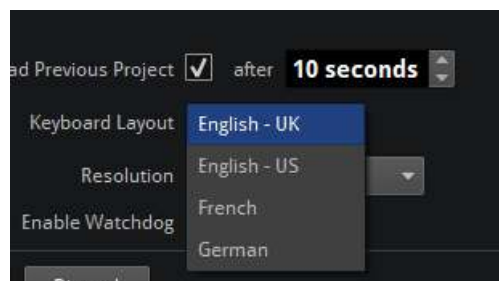 ad Previous Project after 10 seconds
Keyboard Layout English - UK
Resolution English - US
French
Enable Watchdog
German